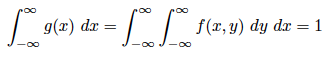 ∫_{-∞}^{∞} g(x) dx = ∫_{-∞}^{∞} ∫_{-∞}^{∞} f(x, y) dy dx = 1